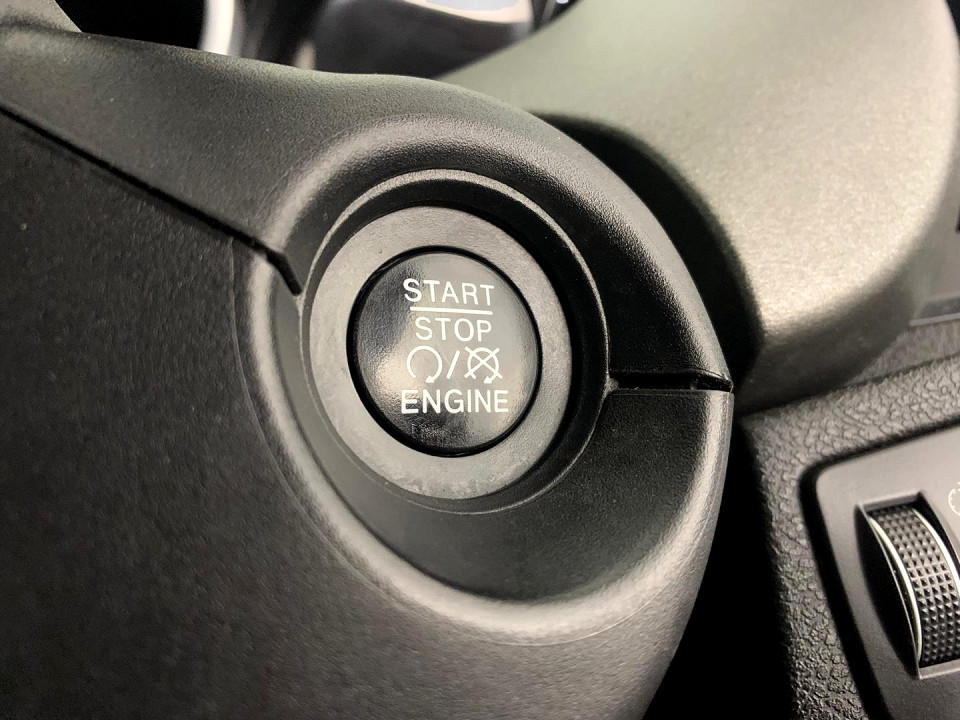 START
STOP
/
ENGINE